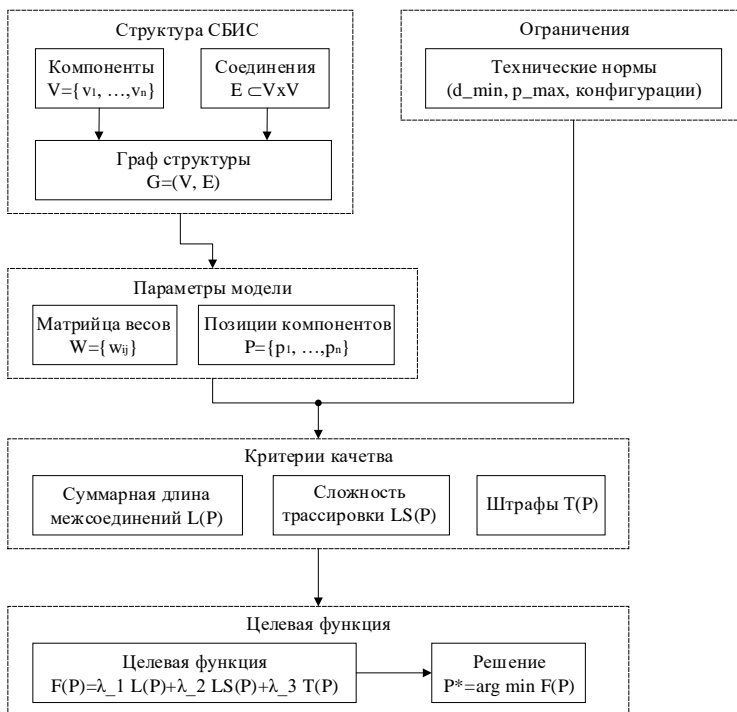 Структура СБИС
Компоненты
V={v₁, …,vₙ}
Соединения
E ⊂VxV
Граф структуры
G=(V, E)
Ограничения
Технические нормы
(d_min, p_max, конфигурации)
Параметры модели
Матрийца весов
W={wᵢⱼ}
Позиции компонентов
P={p₁, …,pₙ}
Критерии качетва
Суммарная длина
межсоединений L(P)
Сложность
трассировки LS(P)
Штрафы T(P)
Целевая функция
Целевая функция
F(P)=λ_1 L(P)+λ_2 LS(P)+λ_3 T(P)
Решение
P*=arg min F(P)